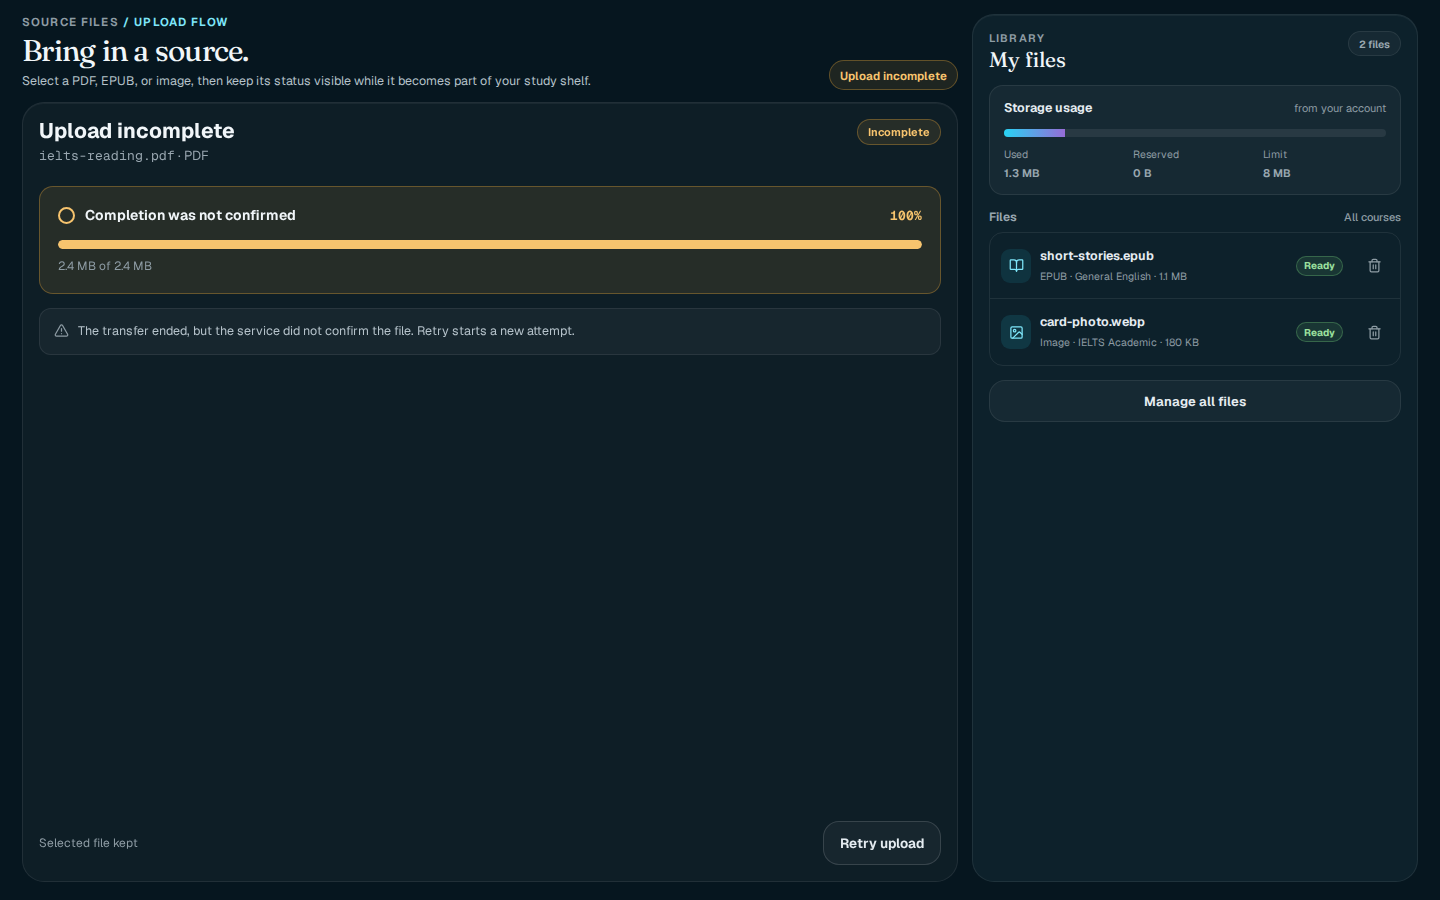 SOURCE FILES / UPLOAD FLOW
Bring in a source.
Select a PDF, EPUB, or image, then keep its status visible while it becomes part of your study shelf.
Upload incomplete
Upload incomplete
Incomplete
ielts-reading.pdf · PDF
Completion was not confirmed
100%
2.4 MB of 2.4 MB
The transfer ended, but the service did not confirm the file. Retry starts a new attempt.
Selected file kept
Retry upload
LIBRARY
My files
2 files
Storage usage
from your account
Used
Reserved
Limit
1.3 MB
0 B
8 MB
Files
All courses
short-stories.epub
EPUB · General English · 1.1 MB
Ready
card-photo.webp
Image · IELTS Academic · 180 KB
Ready
Manage all files